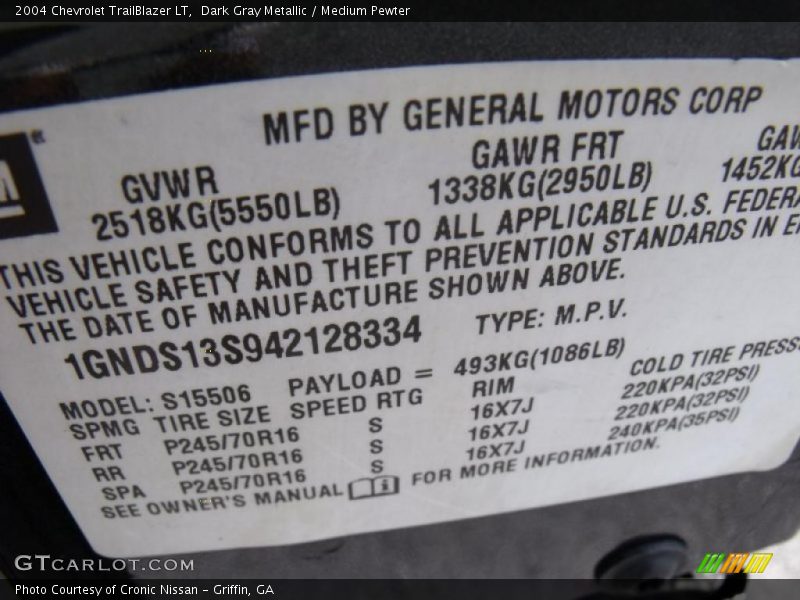 2004 Chevrolet TrailBlazer LT,  Dark Gray Metallic / Medium Pewter
MFD BY GENERAL MOTORS CORP
GVWR GAWR FRT
2518KG(5550LB) 1338KG(2950LB) 1452KG
THIS VEHICLE CONFORMS TO ALL APPLICABLE U.S.
VEHICLE SAFETY AND THEFT PREVENTION STANDARDS IN
THE DATE OF MANUFACTURE SHOWN ABOVE.
1GNDS13S942128334 TYPE: M.P.V.
MODEL: S15506 PAYLOAD = 493KG(1086LB)
SPMG TIRE SIZE SPEED RTG RIM COLD TIRE
FRT P245/70R16 S 16X7J 220KPA(32PSI)
RR P245/70R16 S 16X7J 220KPA(32PSI)
SPA P245/70R16 S 16X7J 240KPA(35PSI)
SEE OWNER'S MANUAL i FOR MORE INFORMATION.
GTCARLOT.COM
Photo Courtesy of Cronic Nissan – Griffin, GA